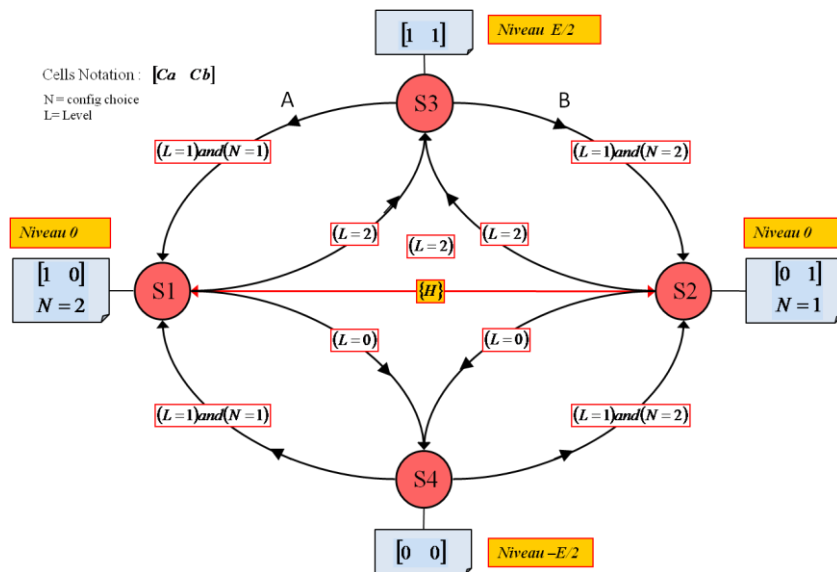 [1 1]
Niveau E/2
Cells Notation : [Ca Cb]
N = config choice
L= Level
A
S3
B
(L=1)and(N=1)
(L=1)and(N=2)
Niveau 0
(L=2)
(L=2)
(L=2)
Niveau 0
[1 0]
N=2
S1
{H}
S2
[0 1]
N=1
(L=0)
(L=0)
(L=1)and(N=1)
(L=1)and(N=2)
S4
[0 0]
Niveau –E/2